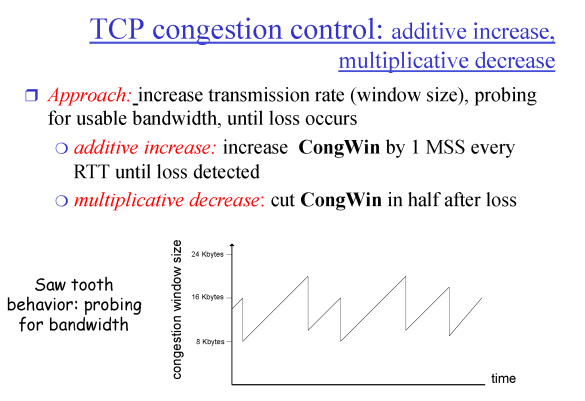 TCP congestion control: additive increase,
multiplicative decrease
Approach: increase transmission rate (window size), probing
for usable bandwidth, until loss occurs
additive increase: increase CongWin by 1 MSS every
RTT until loss detected
multiplicative decrease: cut CongWin in half after loss
Saw tooth
behavior: probing
for bandwidth
congestion window size
24 Kbytes
16 Kbytes
8 Kbytes
time